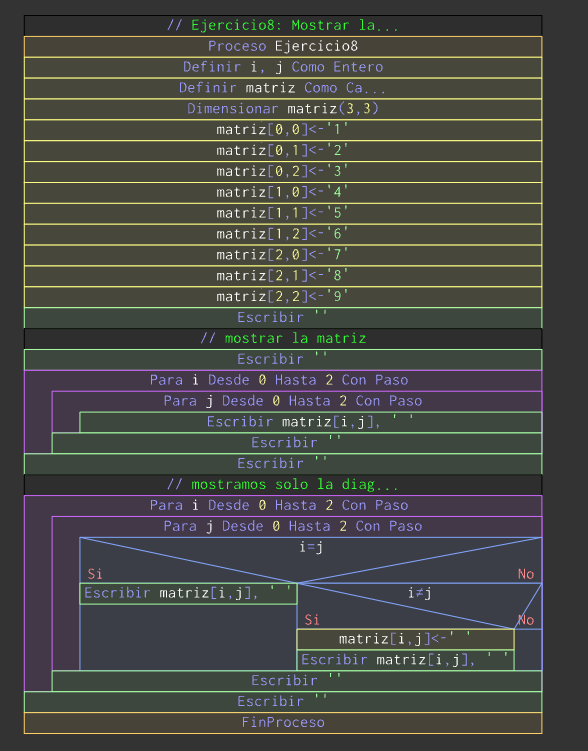 // Ejercicio8: Mostrar la...
Proceso Ejercicio8
Definir i, j Como Entero
Definir matriz Como Ca...
Dimensionar matriz(3,3)
matriz[0,0]<-'1'
matriz[0,1]<-'2'
matriz[0,2]<-'3'
matriz[1,0]<-'4'
matriz[1,1]<-'5'
matriz[1,2]<-'6'
matriz[2,0]<-'7'
matriz[2,1]<-'8'
matriz[2,2]<-'9'
Escribir ''
// mostrar la matriz
Escribir ''
Para i Desde 0 Hasta 2 Con Paso
Para j Desde 0 Hasta 2 Con Paso
Escribir matriz[i,j], ' '
Escribir ''
Escribir ''
// mostramos solo la diag...
Para i Desde 0 Hasta 2 Con Paso
Para j Desde 0 Hasta 2 Con Paso
i=j
Si No
Escribir matriz[i,j], ' ' i≠j
Si No
matriz[i,j]<-' '
Escribir matriz[i,j], ' '
Escribir ''
Escribir ''
FinProceso